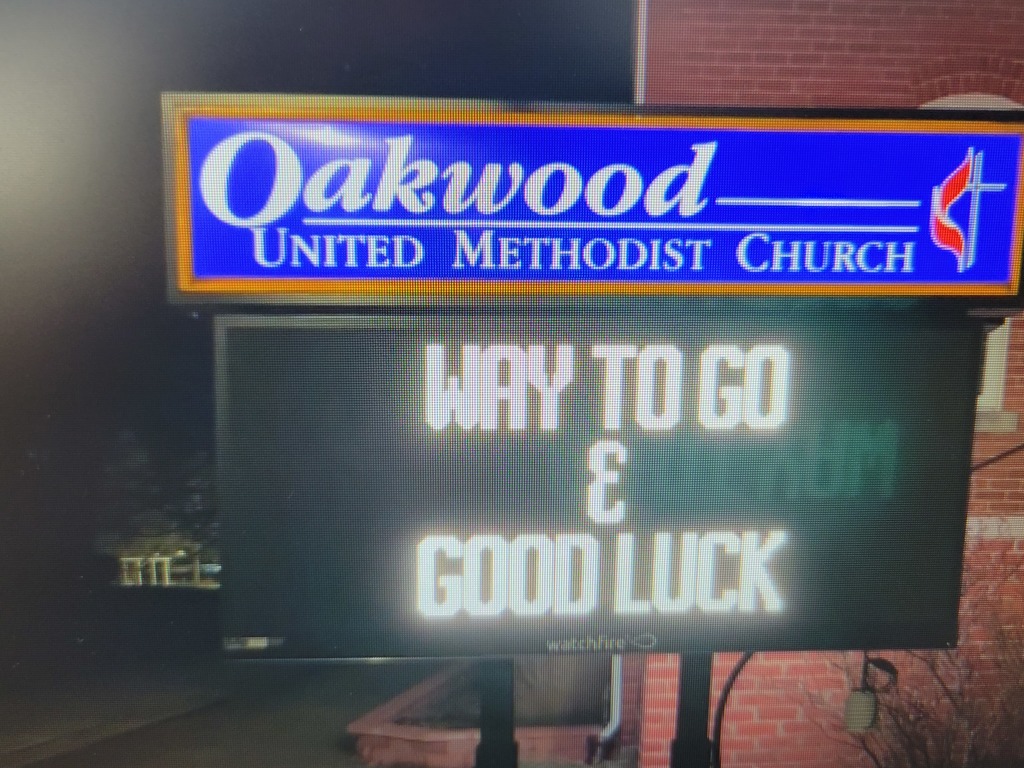 Oakwood
UNITED METHODIST CHURCH
WAY TO GO
&
GOOD LUCK
watchfire